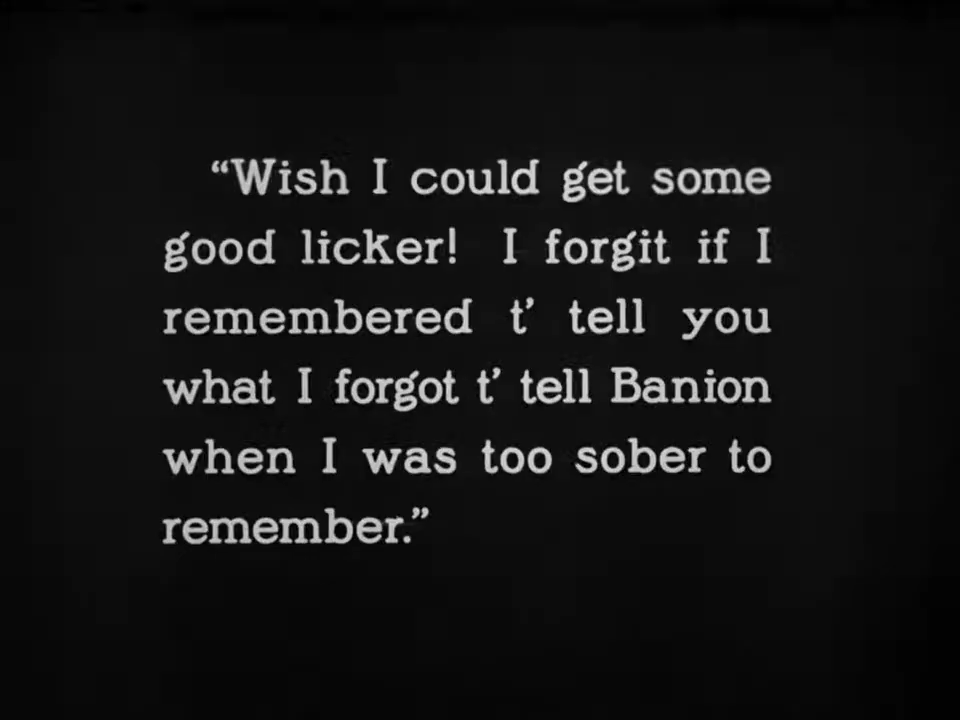 “Wish I could get some
good licker! I forgit if I
remembered t’ tell you
what I forgot t’ tell Banion
when I was too sober to
remember.”